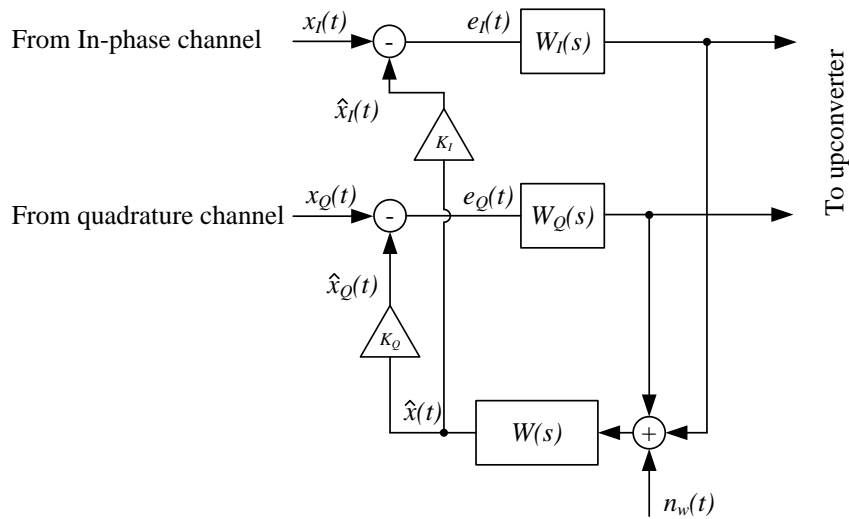 x_I(t)
e_I(t)
From In-phase channel
-
W_I(s)
x̂_I(t)
K_I
To upconverter
x_Q(t)
e_Q(t)
From quadrature channel
-
W_Q(s)
x̂_Q(t)
K_Q
x̂(t)
W(s)
+
n_w(t)